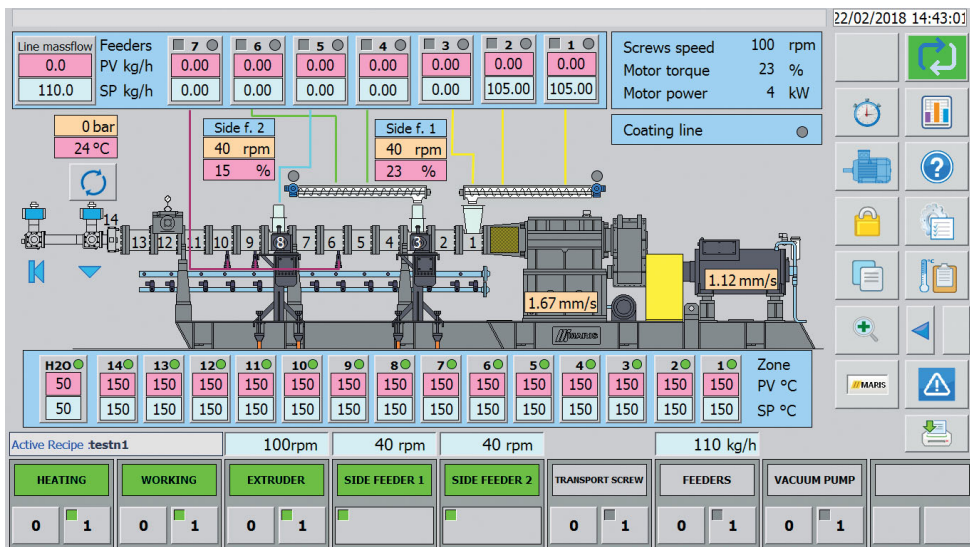 22/02/2018 14:43:01
Line massflow Feeders 7 6 5 4 3 2 1
0.0 PV kg/h 0.00 0.00 0.00 0.00 0.00 0.00 0.00
110.0 SP kg/h 0.00 0.00 0.00 0.00 0.00 105.00 105.00
Screws speed 100 rpm
Motor torque 23 %
Motor power 4 kW
Coating line
0 bar
24 °C
Side f. 2
40 rpm
15 %
Side f. 1
40 rpm
23 %
14
13 12 11 10 9 8 7 6 5 4 3 2 1
1.12 mm/s
1.67 mm/s
MARIS
°C
MARIS
H2O 14 13 12 11 10 9 8 7 6 5 4 3 2 1 Zone
50 150 150 150 150 150 150 150 150 150 150 150 150 150 150 PV °C
50 150 150 150 150 150 150 150 150 150 150 150 150 150 150 SP °C
Active Recipe :testn1 100rpm 40 rpm 40 rpm 110 kg/h
HEATING WORKING EXTRUDER SIDE FEEDER 1 SIDE FEEDER 2 TRANSPORT SCREW FEEDERS VACUUM PUMP
0 1 0 1 0 1 0 1 0 1 0 1